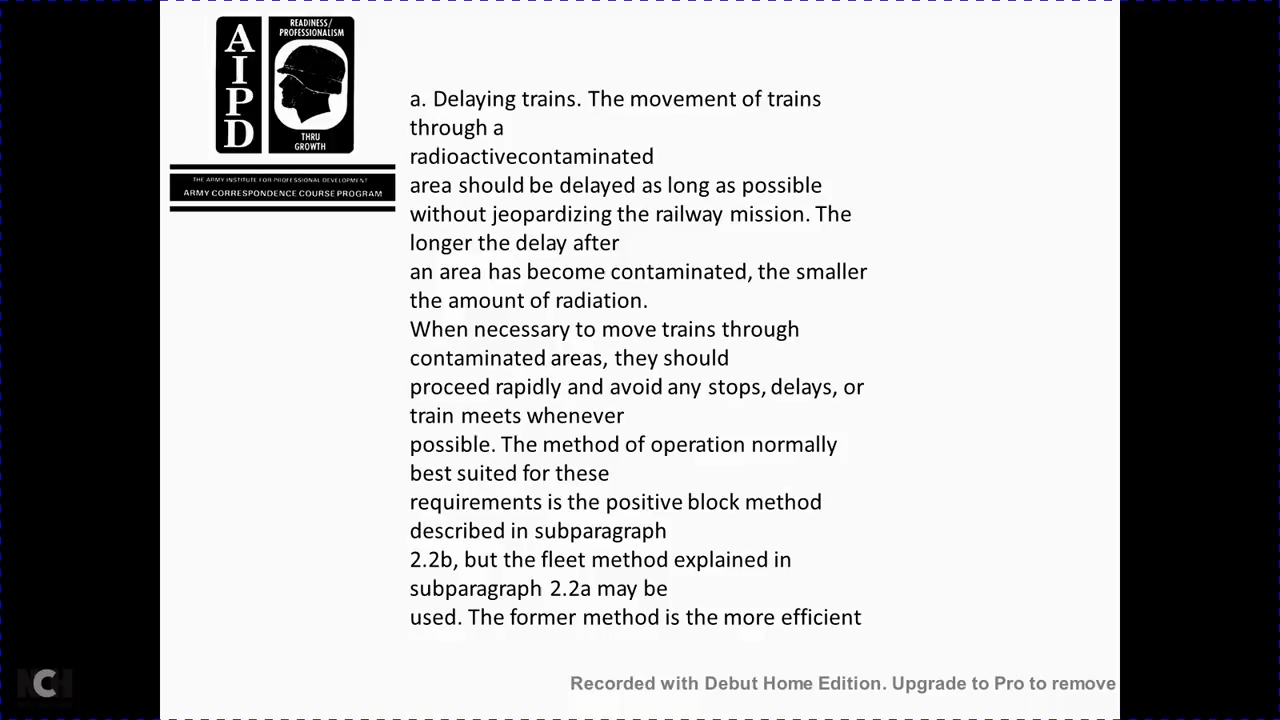 A
I
P
D
READINESS/
PROFESSIONALISM
THRU
GROWTH
THE ARMY INSTITUTE FOR PROFESSIONAL DEVELOPMENT
ARMY CORRESPONDENCE COURSE PROGRAM
a. Delaying trains. The movement of trains
through a
radioactivecontaminated
area should be delayed as long as possible
without jeopardizing the railway mission. The
longer the delay after
an area has become contaminated, the smaller
the amount of radiation.
When necessary to move trains through
contaminated areas, they should
proceed rapidly and avoid any stops, delays, or
train meets whenever
possible. The method of operation normally
best suited for these
requirements is the positive block method
described in subparagraph
2.2b, but the fleet method explained in
subparagraph 2.2a may be
used. The former method is the more efficient
NCH
Recorded with Debut Home Edition. Upgrade to Pro to remove